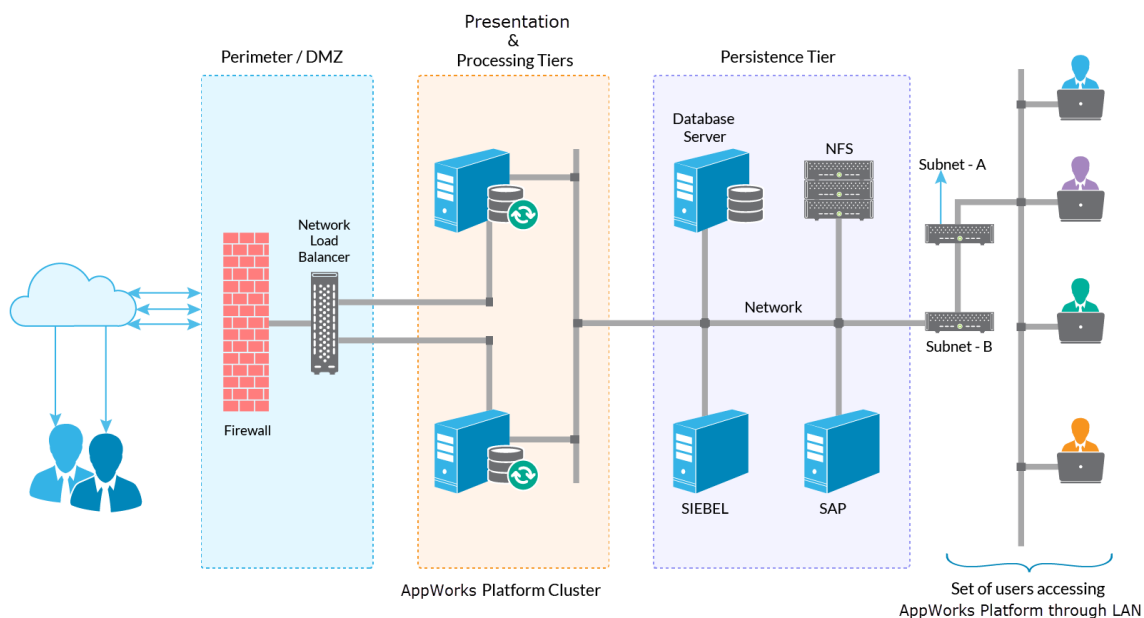 Presentation
&
Processing Tiers
Perimeter / DMZ
Persistence Tier
Database
Server
NFS
Subnet - A
Network
Load
Balancer
Network
Subnet - B
Firewall
SIEBEL
SAP
AppWorks Platform Cluster
Set of users accessing
AppWorks Platform through LAN